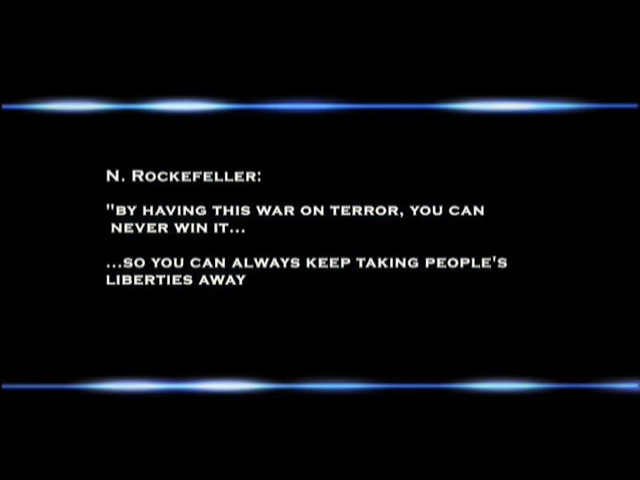 N. ROCKEFELLER:
"BY HAVING THIS WAR ON TERROR, YOU CAN
NEVER WIN IT...
...SO YOU CAN ALWAYS KEEP TAKING PEOPLE'S
LIBERTIES AWAY